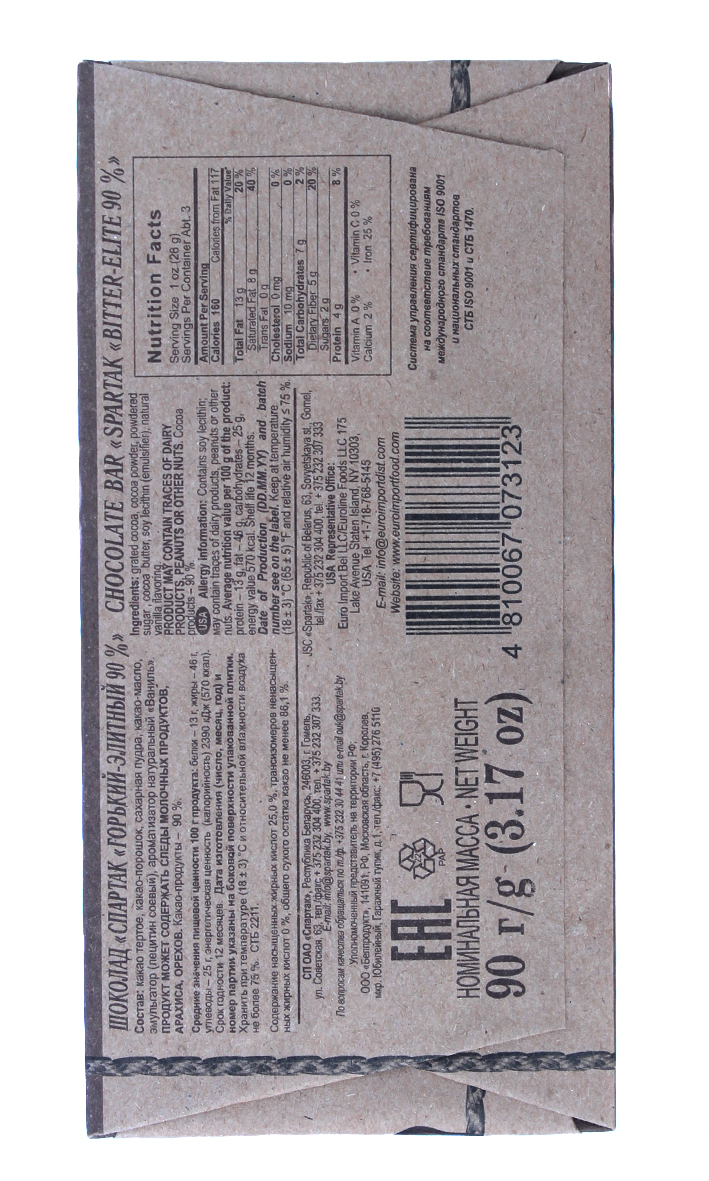 ШОКОЛАД «СПАРТАК «ГОРЬКИЙ-ЭЛИТНЫЙ 90 %»
Состав: какао тертое, какао-порошок, сахарная пудра, какао-масло,
эмульгатор (лецитин соевый), ароматизатор натуральный «Ваниль».
ПРОДУКТ МОЖЕТ СОДЕРЖАТЬ СЛЕДЫ МОЛОЧНЫХ ПРОДУКТОВ,
АРАХИСА, ОРЕХОВ. Какао-продукты – 90 %.
Средние значения пищевой ценности 100 г продукта: белки – 13 г, жиры – 46 г,
углеводы – 25 г, энергетическая ценность (калорийность) 2390 кДж (570 ккал).
Срок годности 12 месяцев. Дата изготовления (число, месяц, год) и
номер партии указаны на боковой поверхности упакованной плитки.
Хранить при температуре (18 ± 3) °С и относительной влажности воздуха
не более 75 %. СТБ 2211.
Содержание насыщенных жирных кислот 25,0 %, трансизомеров ненасыщен-
ных жирных кислот 0 %, общего сухого остатка какао не менее 86,1 %.
СП ОАО «Спартак», Республика Беларусь, 246003, г. Гомель,
ул. Советская, 63, тел./факс + 375 232 304 400, тел. + 375 232 307 333.
E-mail: info@spartak.by, www.spartak.by
По вопросам качества обращаться по т./ф. +375 232 30 44 41 или e-mail ouk@spartak.by
Уполномоченный представитель на территории РФ:
ООО «Белпродукт», 141091, РФ, Московская область, г. Королев,
мкр. Юбилейный, Гаражный тупик, д.1, тел./факс: +7 (495) 276 5110
EAC
22
PAP
НОМИНАЛЬНАЯ МАССА • NET WEIGHT
90 г/g (3.17 oz)
CHOCOLATE BAR «SPARTAK «BITTER-ELITE 90 %»
Ingredients: grated cocoa, cocoa powder, powdered
sugar, cocoa-butter, soy lecithin (emulsifier), natural
vanilla flavoring.
PRODUCT MAY CONTAIN TRACES OF DAIRY
PRODUCTS, PEANUTS OR OTHER NUTS. Cocoa
products – 90 %.
USA Allergy information: Contains soy lecithin;
may contain traces of dairy products, peanuts or other
nuts. Average nutrition value per 100 g of the product:
protein – 13 g, fat – 46 g, carbohydrates – 25 g,
energy value 570 kcal. Shelf life 12 months.
Date of Production (DD.MM.YY) and batch
number see on the label. Keep at temperature
(18 ± 3) °C (65 ± 5) °F and relative air humidity ≤ 75 %.
JSC «Spartak», Republic of Belarus, 63, Sovyetskaya st., Gomel,
tel./fax + 375 232 304 400, tel. + 375 232 307 333
USA Representative Office:
Euro Import Bel LLC/Euroline Foods LLC 175
Lake Avenue Staten Island, NY 10303,
USA, Tel. +1-718-768-5145
E-mail: info@euroimportdist.com
Website: www.euroimportfood.com
4 810067 073123
Nutrition Facts
Serving Size 1 oz.(26 g)
Servings Per Container Abt. 3
Amount Per Serving
Calories 160 Calories from Fat 117
% Daily Value*
Total Fat 13 g 20 %
Saturated Fat 8 g 40 %
Trans Fat 0 g
Cholesterol 0 mg 0 %
Sodium 10 mg 0 %
Total Carbohydrates 7 g 2 %
Dietary Fiber 5 g 20 %
Sugars 2 g
Protein 4 g 8 %
Vitamin A 0 % • Vitamin C 0 %
Calcium 2 % • Iron 25 %
Система управления сертифицирована
на соответствие требованиям
международного стандарта ISO 9001
и национальных стандартов
СТБ ISO 9001 и СТБ 1470.